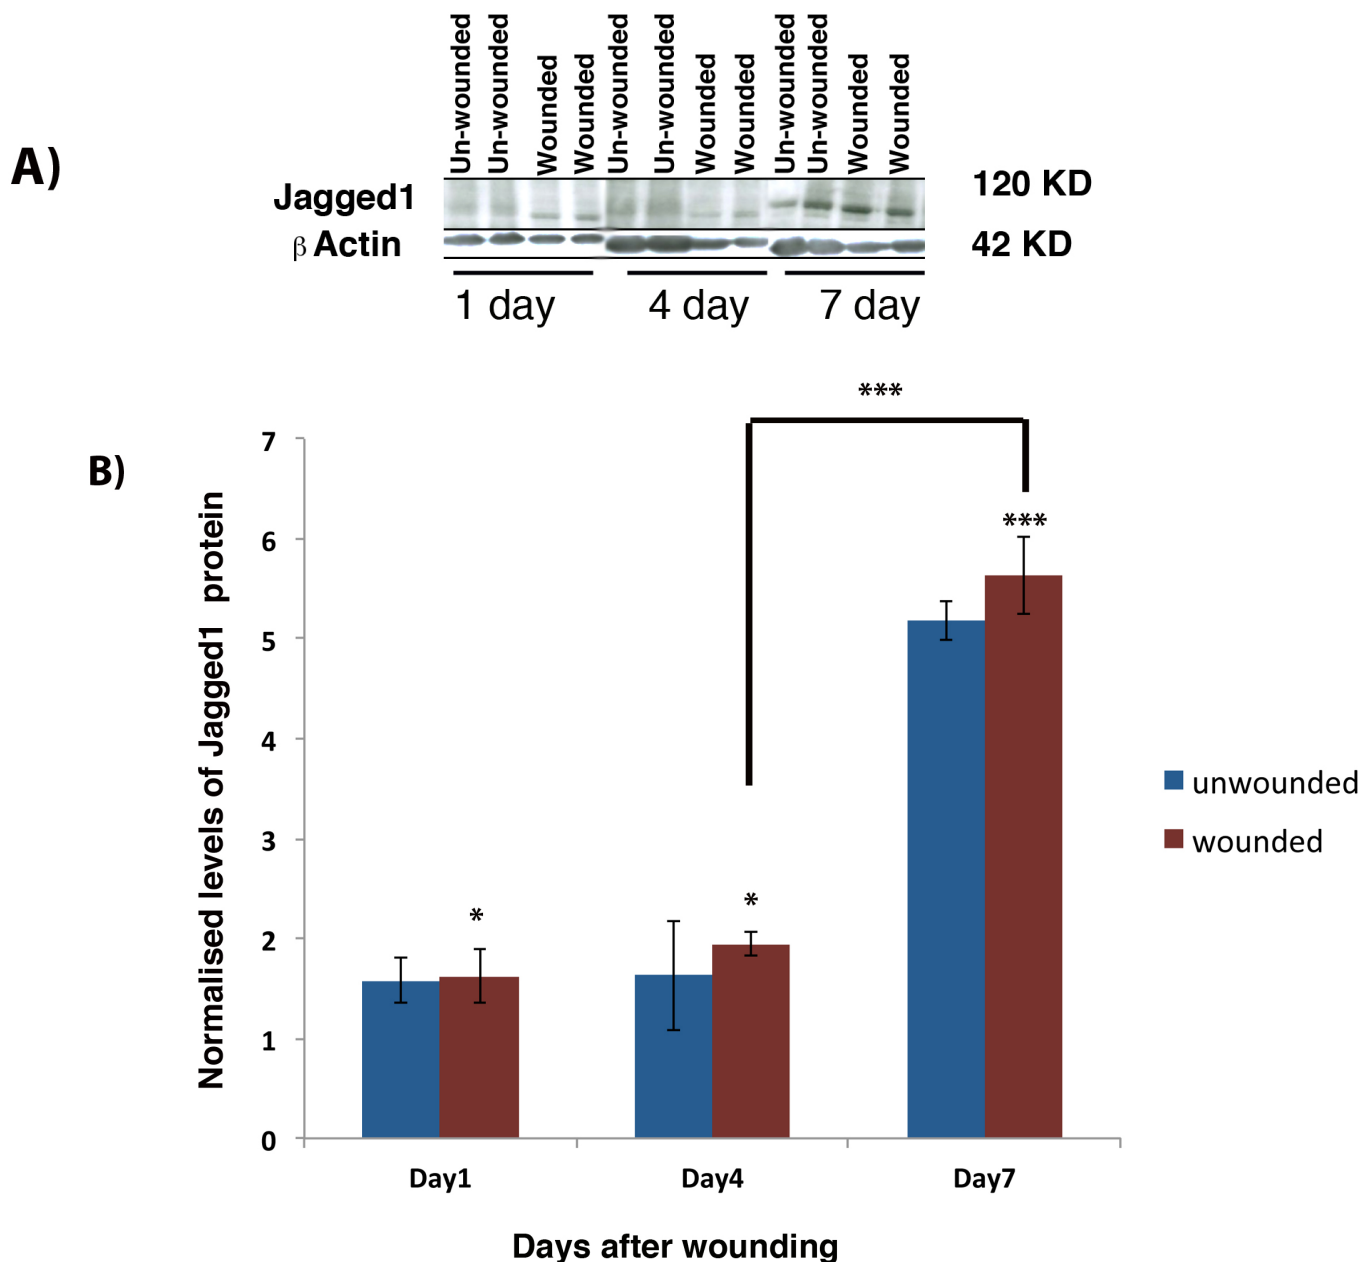 A)
Un-wounded Un-wounded Wounded Wounded Un-wounded Un-wounded Wounded Wounded Un-wounded Un-wounded Wounded Wounded
Jagged1 120 KD
β Actin 42 KD
1 day 4 day 7 day
B)
***
***
*
*
7
6
5
4
3
2
1
0
Normalised levels of Jagged1 protein
unwounded
wounded
Day1 Day4 Day7
Days after wounding